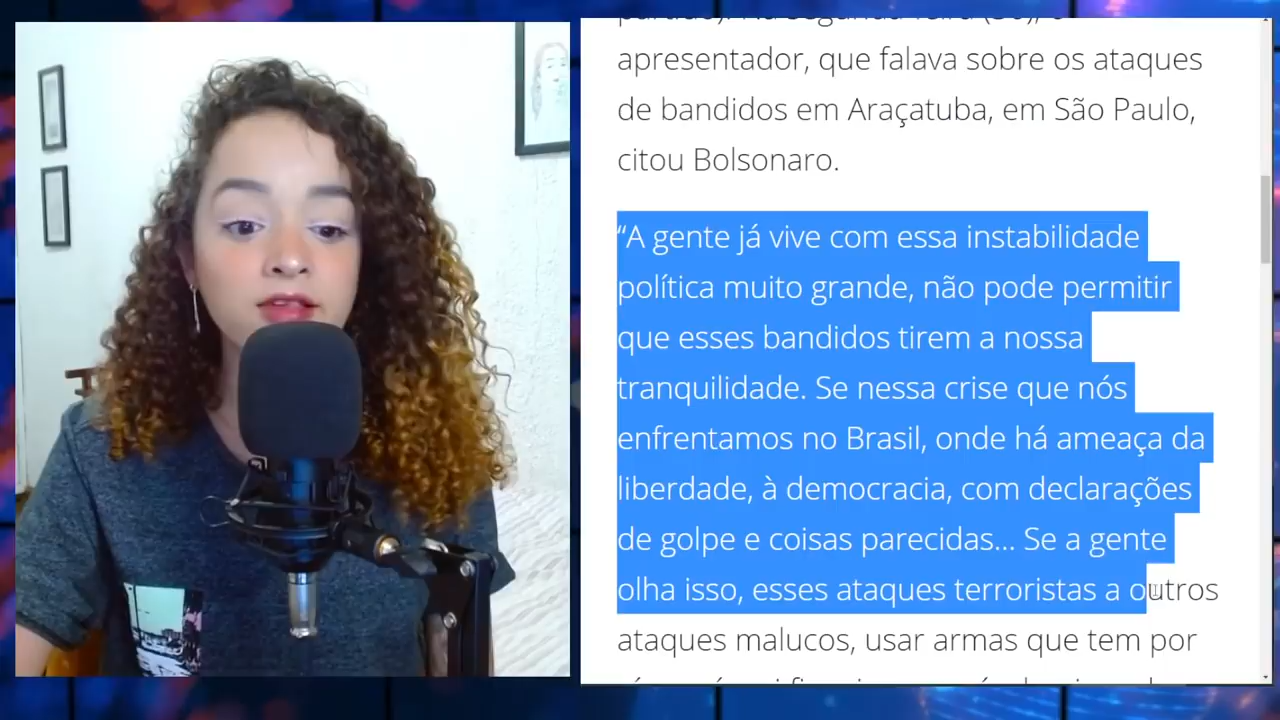 apresentador, que falava sobre os ataques
de bandidos em Araçatuba, em São Paulo,
citou Bolsonaro.
“A gente já vive com essa instabilidade
política muito grande, não pode permitir
que esses bandidos tirem a nossa
tranquilidade. Se nessa crise que nós
enfrentamos no Brasil, onde há ameaça da
liberdade, à democracia, com declarações
de golpe e coisas parecidas... Se a gente
olha isso, esses ataques terroristas a outros
ataques malucos, usar armas que tem por